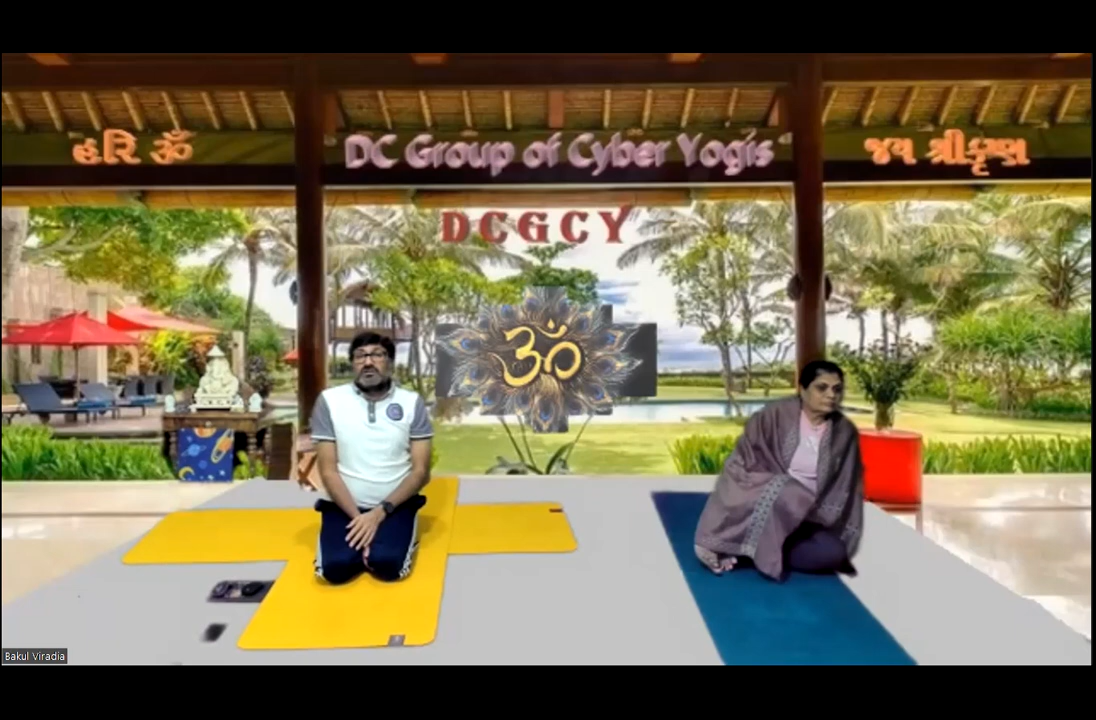 હરિ ૐ
DC Group of Cyber Yogis
જય શ્રીકૃષ્ણ
DCGCY
ॐ
Bakul Viradia